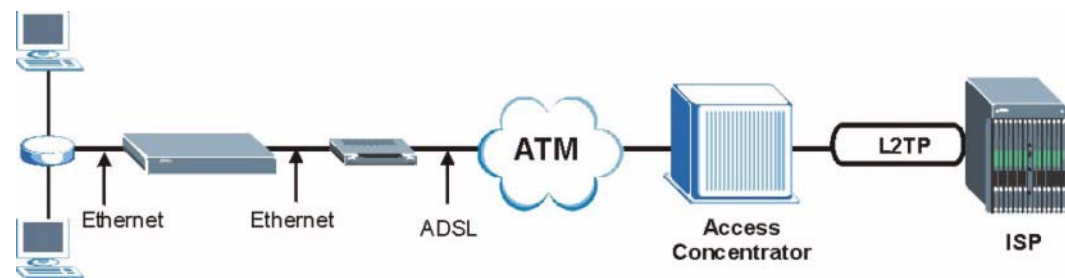 Ethernet
Ethernet
ADSL
ATM
Access
Concentrator
L2TP
ISP